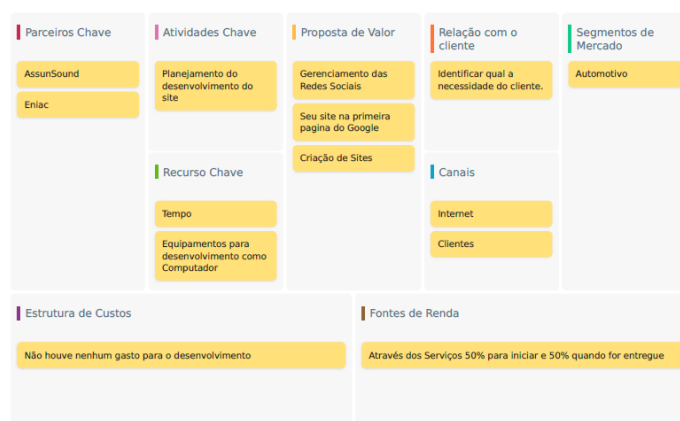 Parceiros Chave
AssunSound
Eniac
Atividades Chave
Planejamento do
desenvolvimento do
site
Recurso Chave
Tempo
Equipamentos para
desenvolvimento como
Computador
Proposta de Valor
Gerenciamento das
Redes Sociais
Seu site na primeira
pagina do Google
Criação de Sites
Relação com o
cliente
Identificar qual a
necessidade do cliente.
Canais
Internet
Clientes
Segmentos de
Mercado
Automotivo
Estrutura de Custos
Não houve nenhum gasto para o desenvolvimento
Fontes de Renda
Através dos Serviços 50% para iniciar e 50% quando for entregue